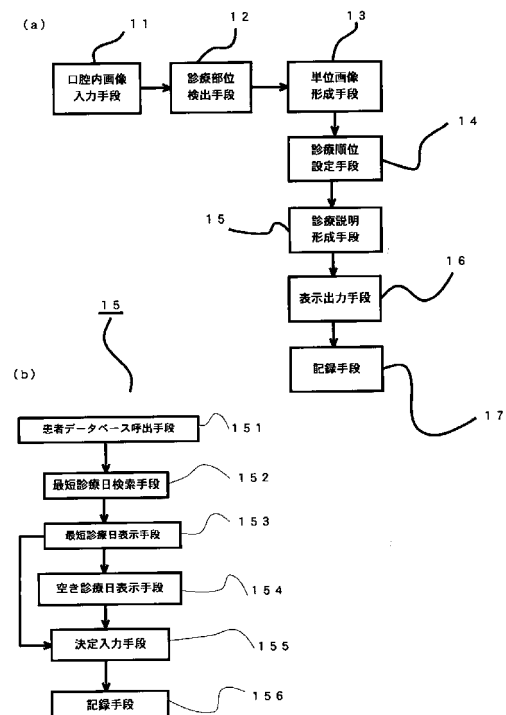 (a)
11
12
13
口腔内画像
入力手段
診療部位
検出手段
単位画像
形成手段
14
診療順位
設定手段
15
診療説明
形成手段
16
表示出力手段
記録手段
17
15
(b)
患者データベース呼出手段
151
最短診療日検索手段
152
最短診療日表示手段
153
空き診療日表示手段
154
決定入力手段
155
記録手段
156